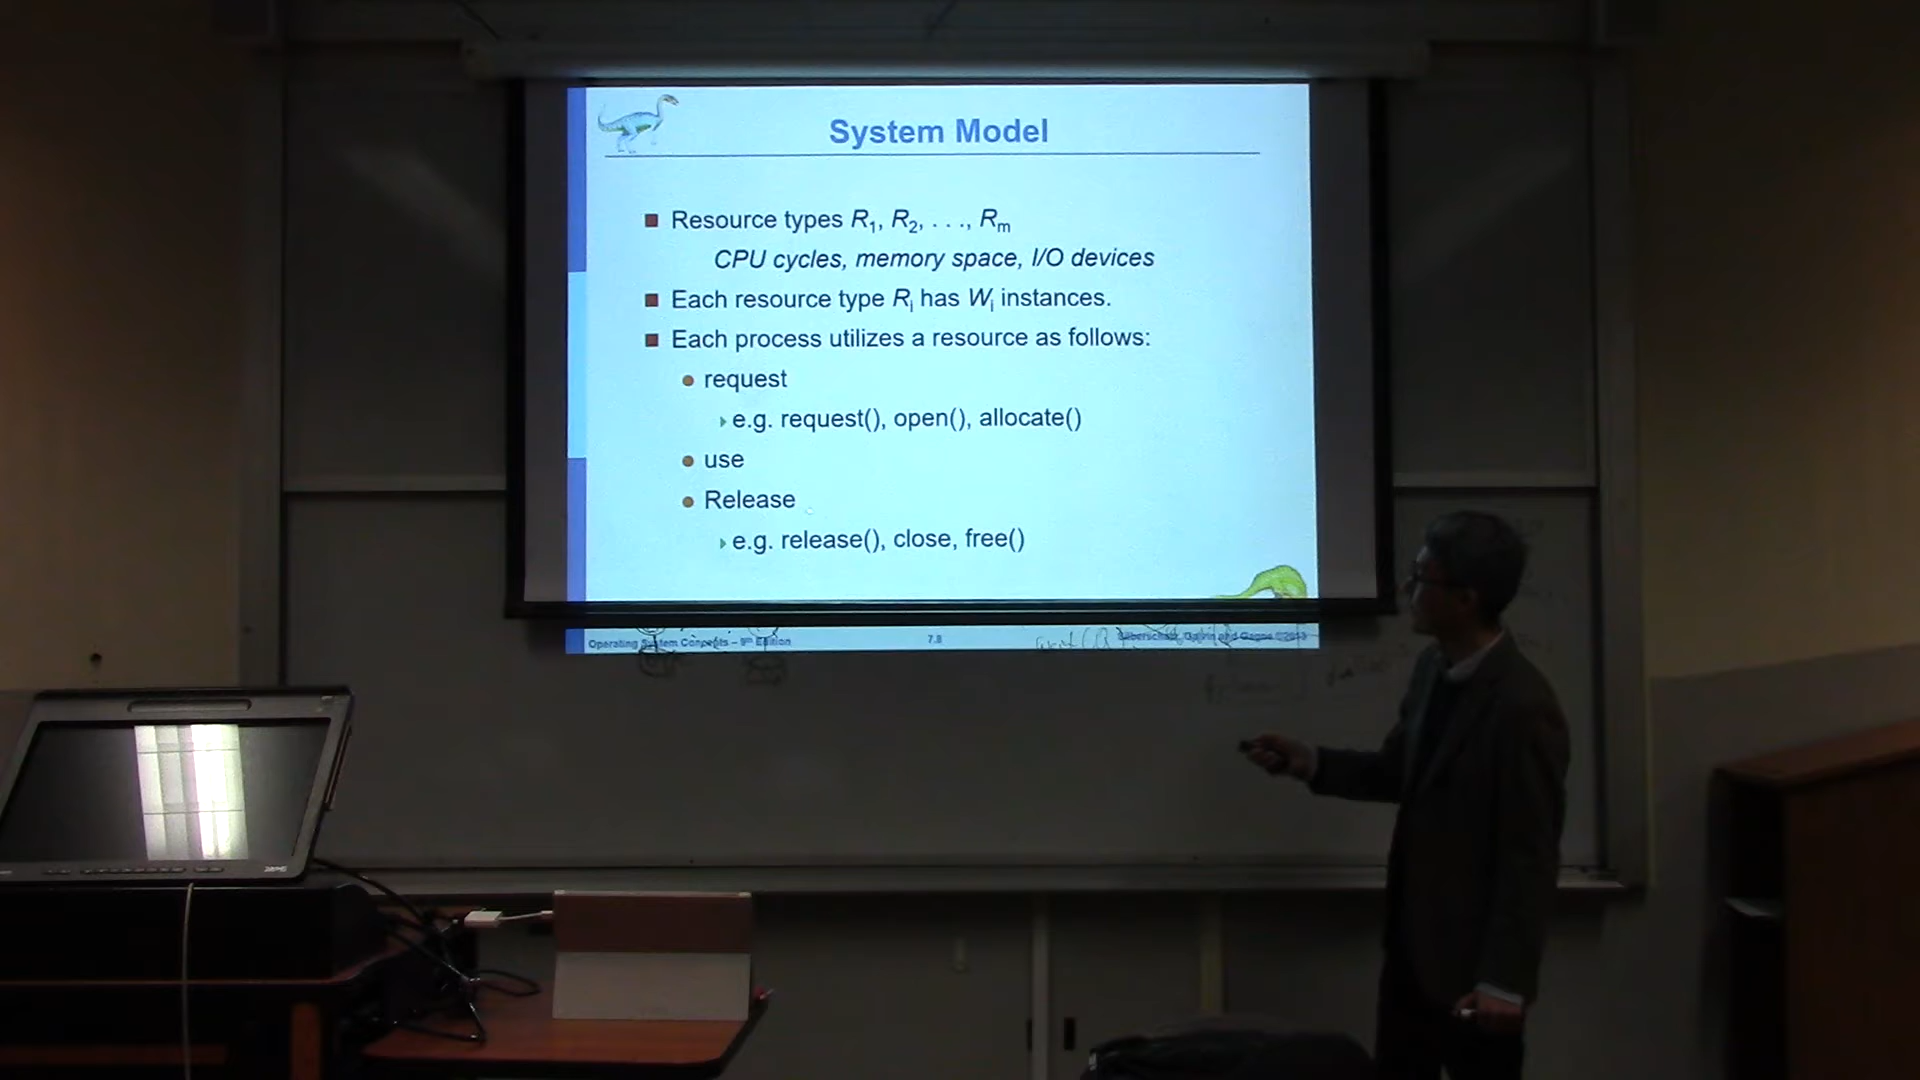 System Model
Resource types R1, R2, . . ., Rm
CPU cycles, memory space, I/O devices
Each resource type Ri has Wi instances.
Each process utilizes a resource as follows:
request
e.g. request(), open(), allocate()
use
Release
e.g. release(), close, free()
Operating System Concepts – 9th Edition
7.8
Silberschatz, Galvin and Gagne ©2013